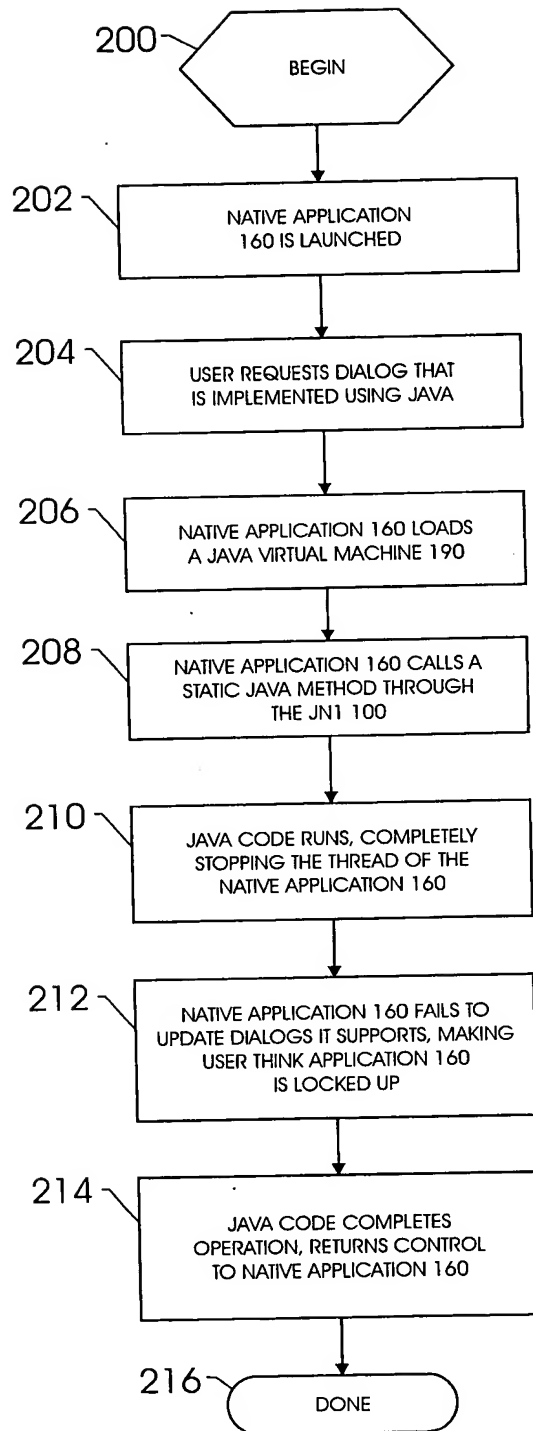 200
BEGIN
202
NATIVE APPLICATION
160 IS LAUNCHED
204
USER REQUESTS DIALOG THAT
IS IMPLEMENTED USING JAVA
206
NATIVE APPLICATION 160 LOADS
A JAVA VIRTUAL MACHINE 190
208
NATIVE APPLICATION 160 CALLS A
STATIC JAVA METHOD THROUGH
THE JN1 100
210
JAVA CODE RUNS, COMPLETELY
STOPPING THE THREAD OF THE
NATIVE APPLICATION 160
212
NATIVE APPLICATION 160 FAILS TO
UPDATE DIALOGS IT SUPPORTS, MAKING
USER THINK APPLICATION 160
IS LOCKED UP
214
JAVA CODE COMPLETES
OPERATION, RETURNS CONTROL
TO NATIVE APPLICATION 160
216
DONE